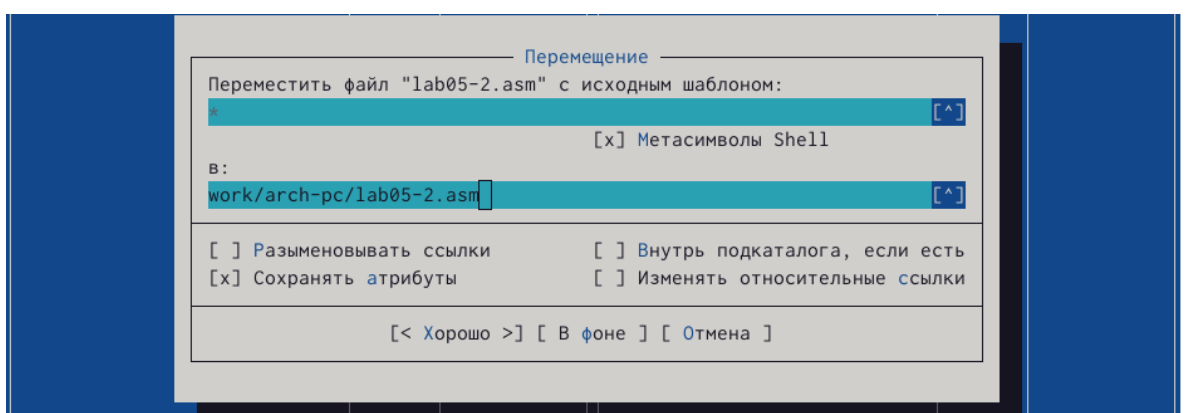 Перемещение
Переместить файл "lab05-2.asm" с исходным шаблоном:
* [^]
[x] Метасимволы Shell
в:
work/arch-pc/lab05-2.asm [^]
[ ] Разыменовывать ссылки [ ] Внутрь подкаталога, если есть
[x] Сохранять атрибуты [ ] Изменять относительные ссылки
[< Хорошо >] [ В фоне ] [ Отмена ]